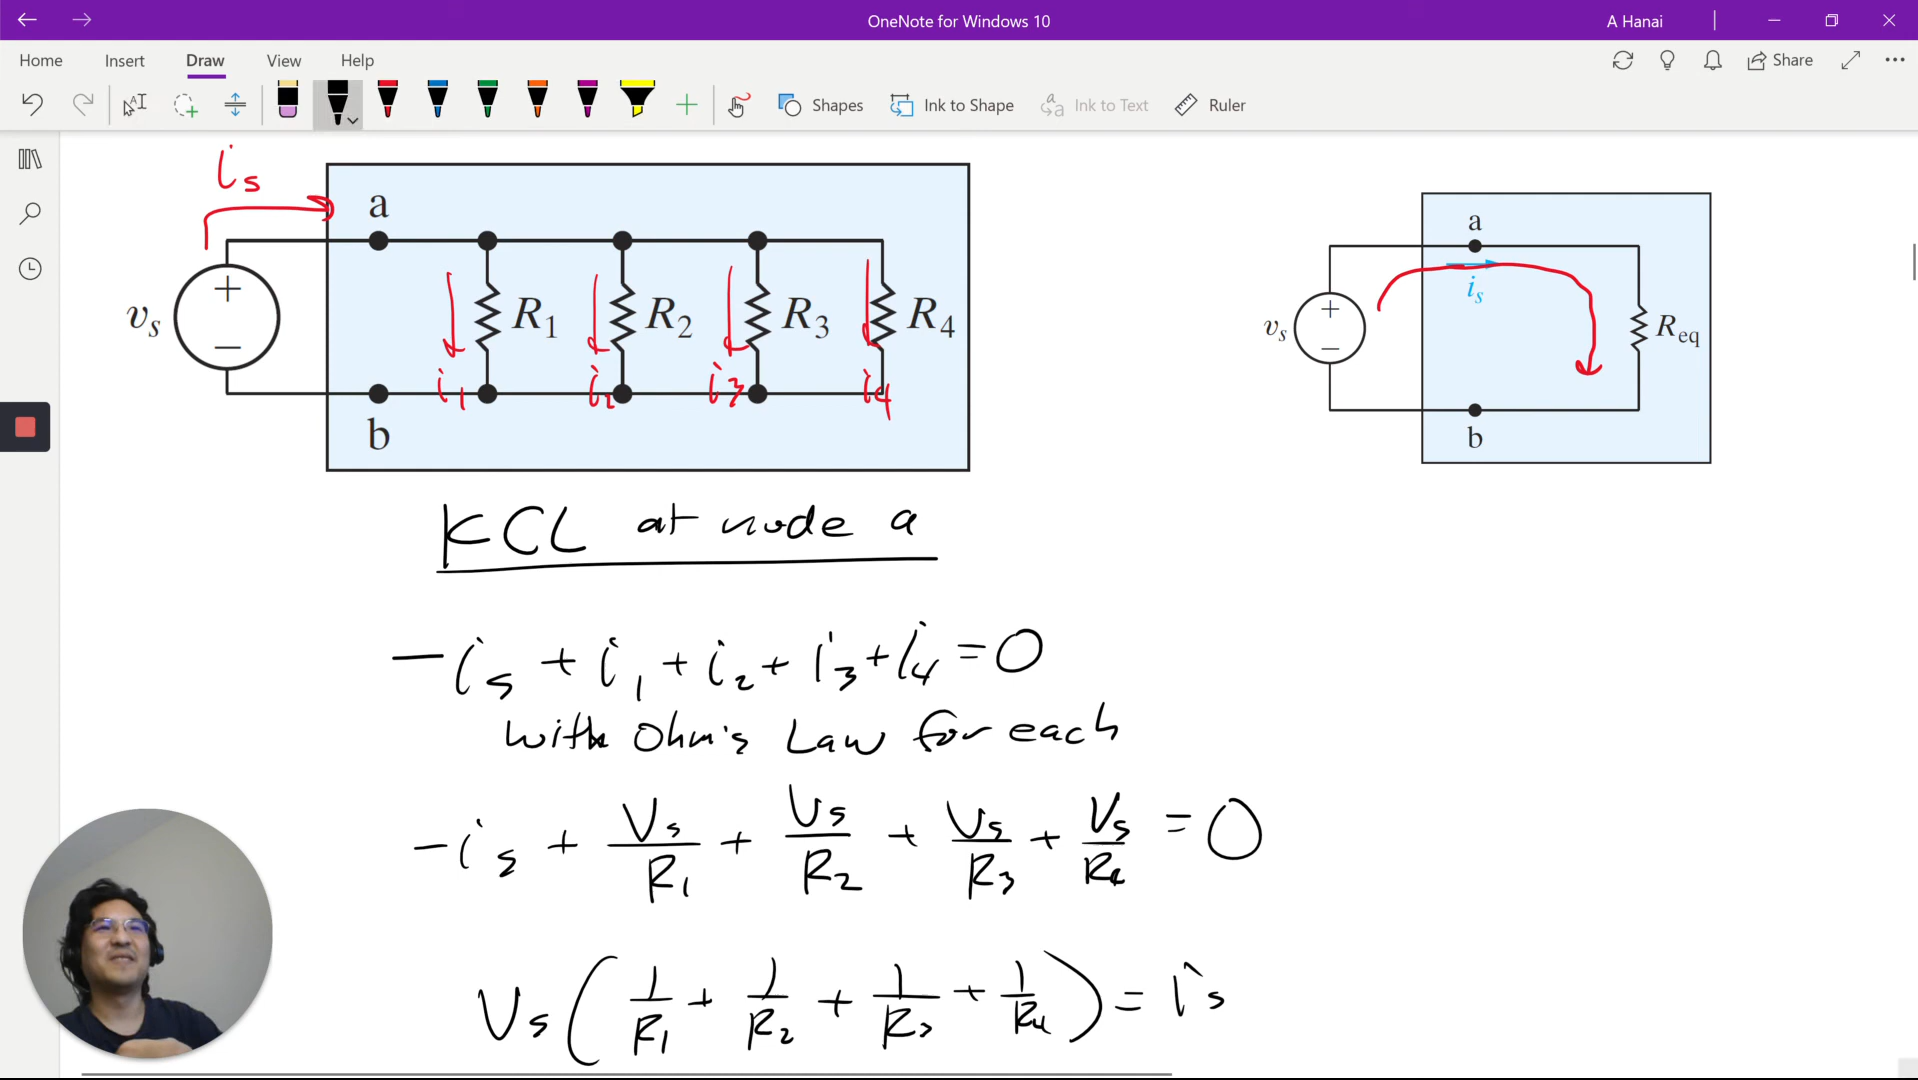 OneNote for Windows 10
A Hanai
Home Insert Draw View Help
Share
Shapes Ink to Shape Ink to Text Ruler
is
a
+
vs
−
R1 R2 R3 R4
i1 i2 i3 i4
b
a
is
+
vs
−
Req
b
KCL at node a
−is + i1 + i2 + i3 + i4 = 0
with Ohm's Law for each
−is + Vs/R1 + Vs/R2 + Vs/R3 + Vs/R4 = 0
Vs(1/R1 + 1/R2 + 1/R3 + 1/R4) = is